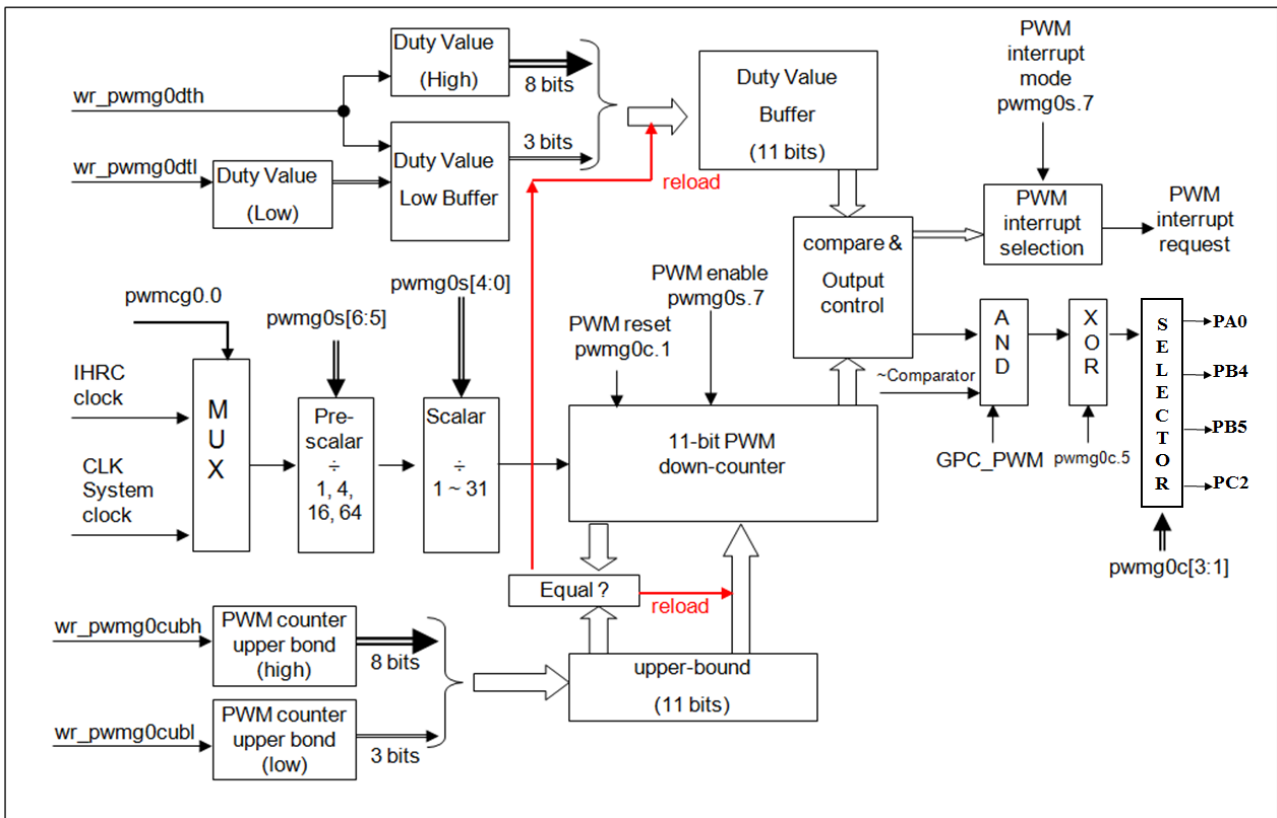 wr_pwmg0dth
wr_pwmg0dtl
Duty Value
(High)
8 bits
Duty Value
(Low)
Duty Value
Low Buffer
3 bits
reload
Duty Value
Buffer
(11 bits)
PWM
interrupt
mode
pwmg0s.7
PWM
interrupt
selection
PWM
interrupt
request
compare &
Output
control
pwmcg0.0
IHRC
clock
CLK
System
clock
M
U
X
pwmg0s[6:5]
Pre-
scalar
÷
1, 4,
16, 64
pwmg0s[4:0]
Scalar
÷
1 ~ 31
PWM reset
pwmg0c.1
PWM enable
pwmg0s.7
11-bit PWM
down-counter
~Comparator
A
N
D
GPC_PWM
X
O
R
pwmg0c.5
S
E
L
E
C
T
O
R
PA0
PB4
PB5
PC2
pwmg0c[3:1]
Equal ?
reload
wr_pwmg0cubh
PWM counter
upper bond
(high)
8 bits
wr_pwmg0cubl
PWM counter
upper bond
(low)
3 bits
upper-bound
(11 bits)